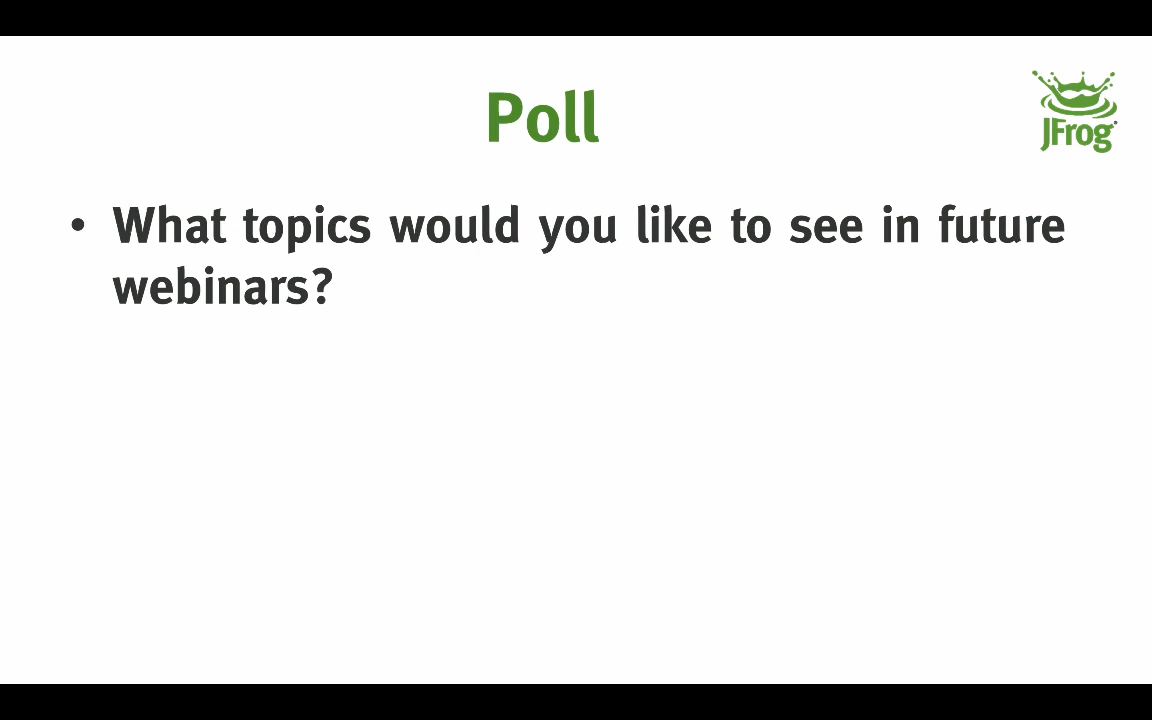 Poll
JFrog
• What topics would you like to see in future
webinars?